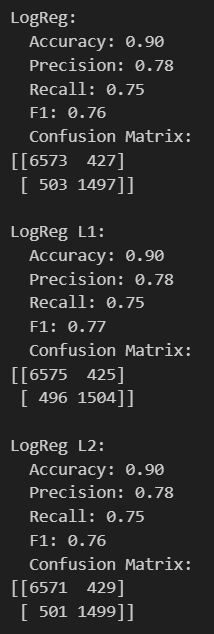 LogReg:
  Accuracy: 0.90
  Precision: 0.78
  Recall: 0.75
  F1: 0.76
  Confusion Matrix:
[[6573  427]
 [ 503 1497]]

LogReg L1:
  Accuracy: 0.90
  Precision: 0.78
  Recall: 0.75
  F1: 0.77
  Confusion Matrix:
[[6575  425]
 [ 496 1504]]

LogReg L2:
  Accuracy: 0.90
  Precision: 0.78
  Recall: 0.75
  F1: 0.76
  Confusion Matrix:
[[6571  429]
 [ 501 1499]]